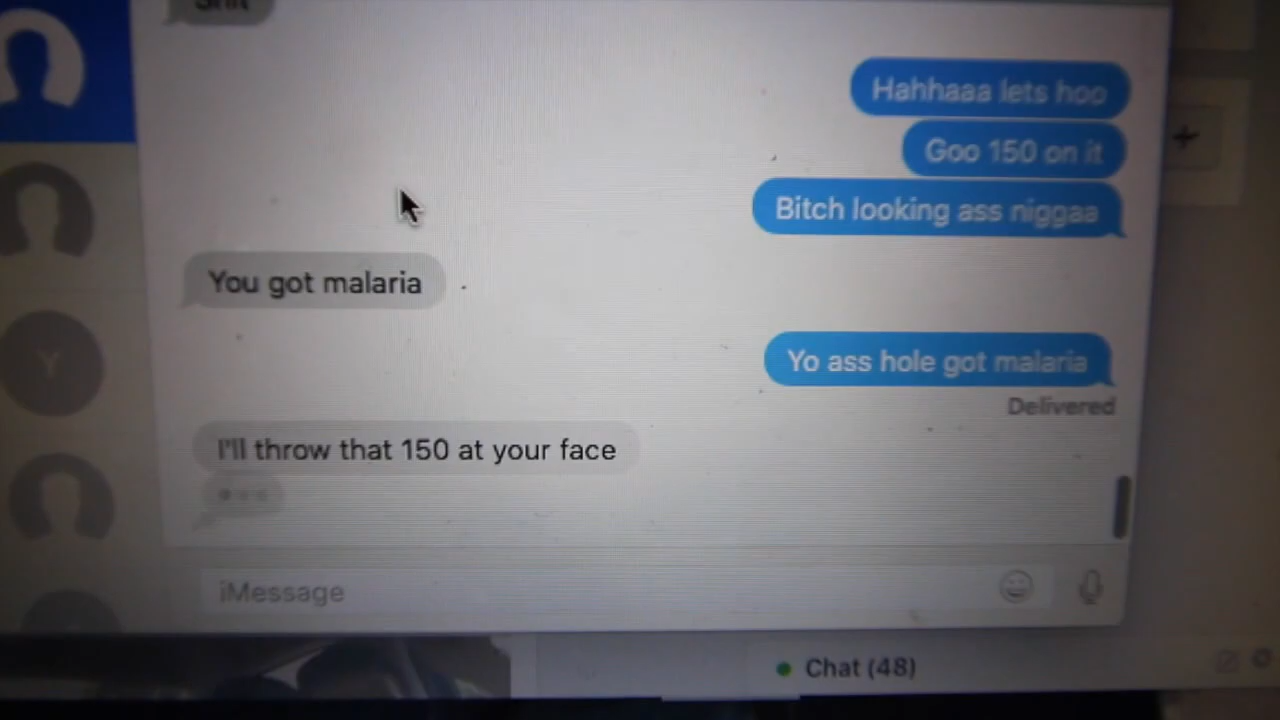 Shit
Hahhaaa lets hoo
Goo 150 on it
Bitch looking ass niggaa
You got malaria
Yo ass hole got malaria
Delivered
I'll throw that 150 at your face
iMessage
Y
Chat (48)